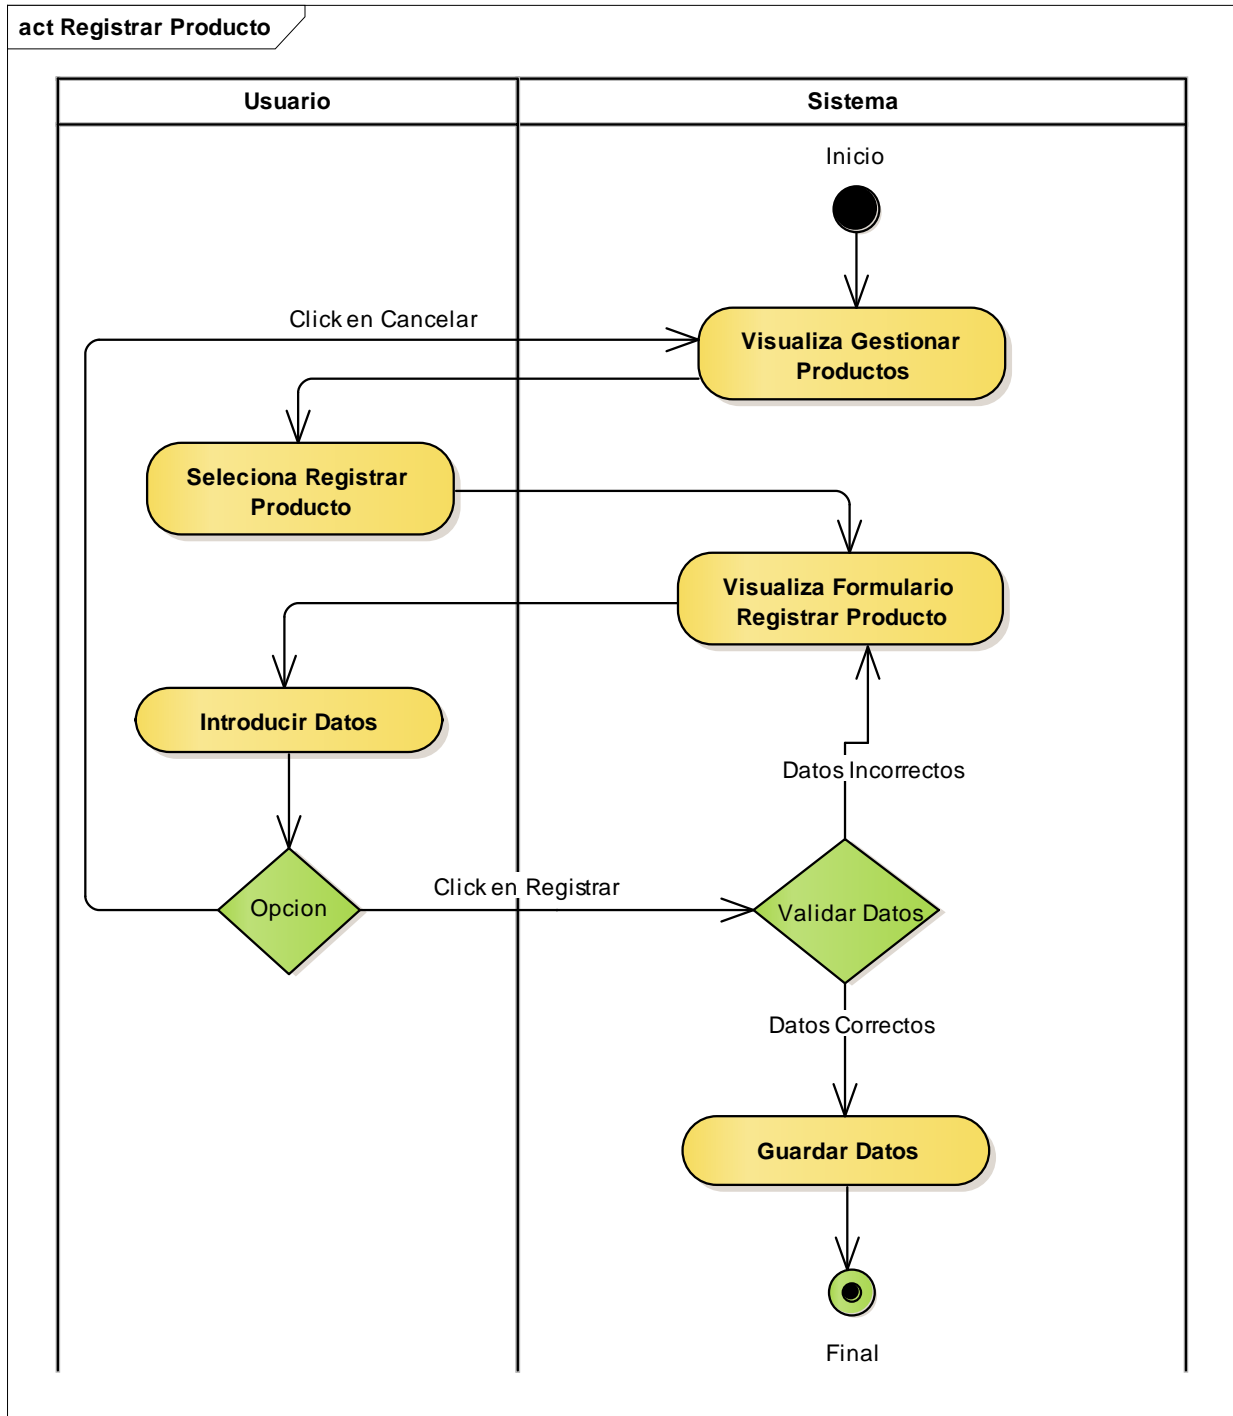 act Registrar Producto
Usuario
Sistema
Inicio
Click en Cancelar
Visualiza Gestionar
Productos
Seleciona Registrar
Producto
Visualiza Formulario
Registrar Producto
Introducir Datos
Datos Incorrectos
Click en Registrar
Opcion
Validar Datos
Datos Correctos
Guardar Datos
Final